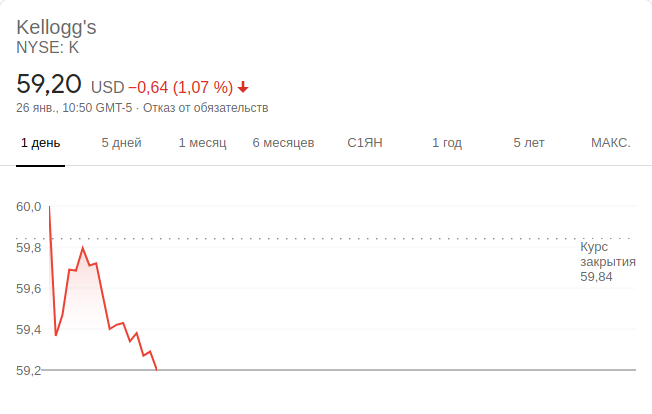 Kellogg's
NYSE: K
59,20 USD −0,64 (1,07 %)
26 янв., 10:50 GMT-5 · Отказ от обязательств
1 день 5 дней 1 месяц 6 месяцев С1ЯН 1 год 5 лет МАКС.
60,0
59,8
Курс
закрытия
59,84
59,6
59,4
59,2